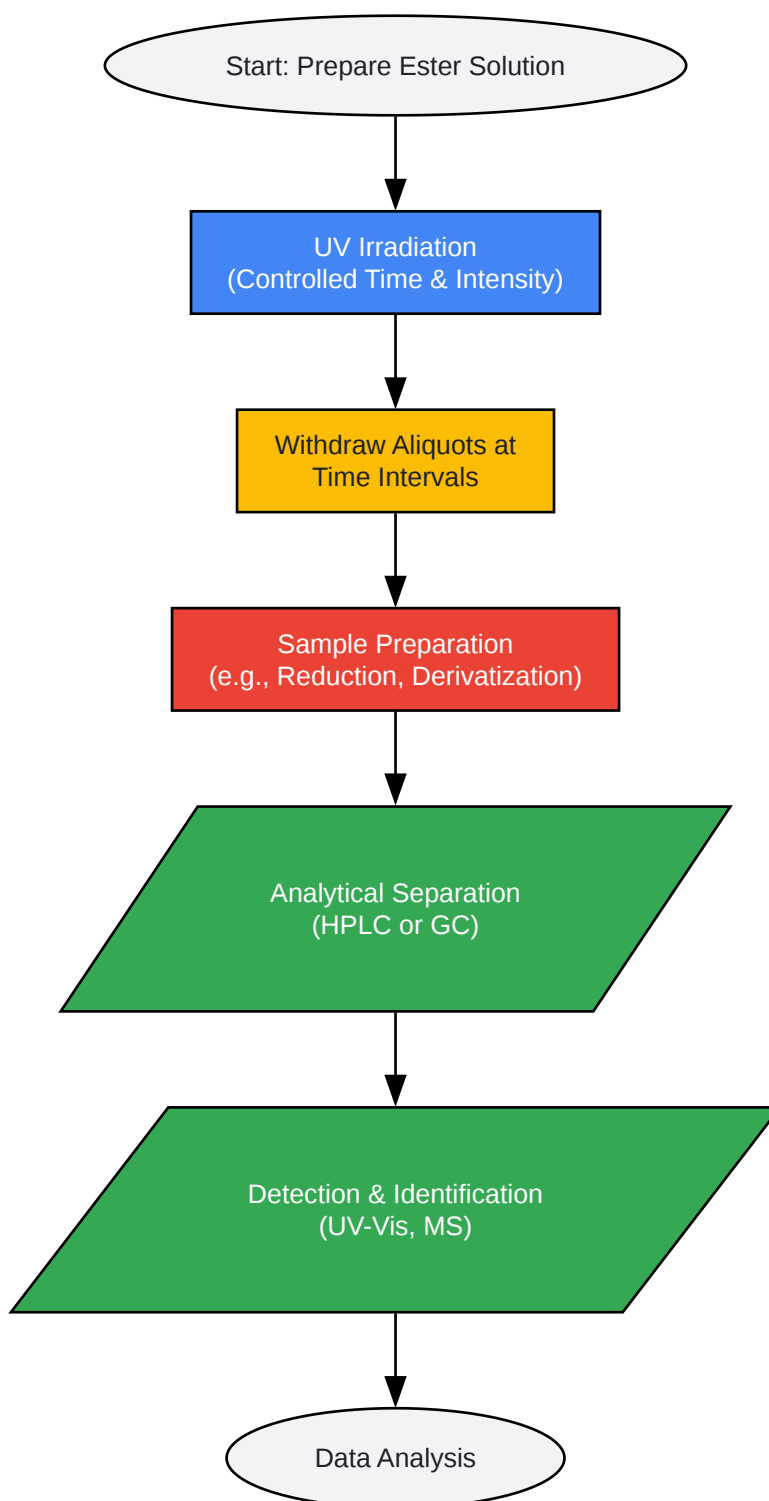 Start: Prepare Ester Solution
UV Irradiation
(Controlled Time & Intensity)
Withdraw Aliquots at
Time Intervals
Sample Preparation
(e.g., Reduction, Derivatization)
Analytical Separation
(HPLC or GC)
Detection & Identification
(UV-Vis, MS)
Data Analysis